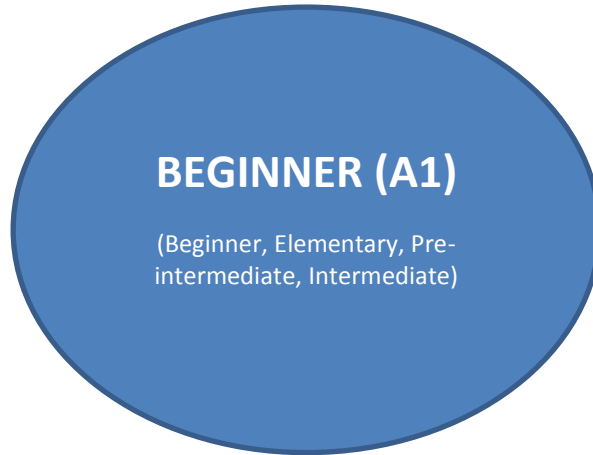 BEGINNER (A1)
(Beginner, Elementary, Pre-
intermediate, Intermediate)